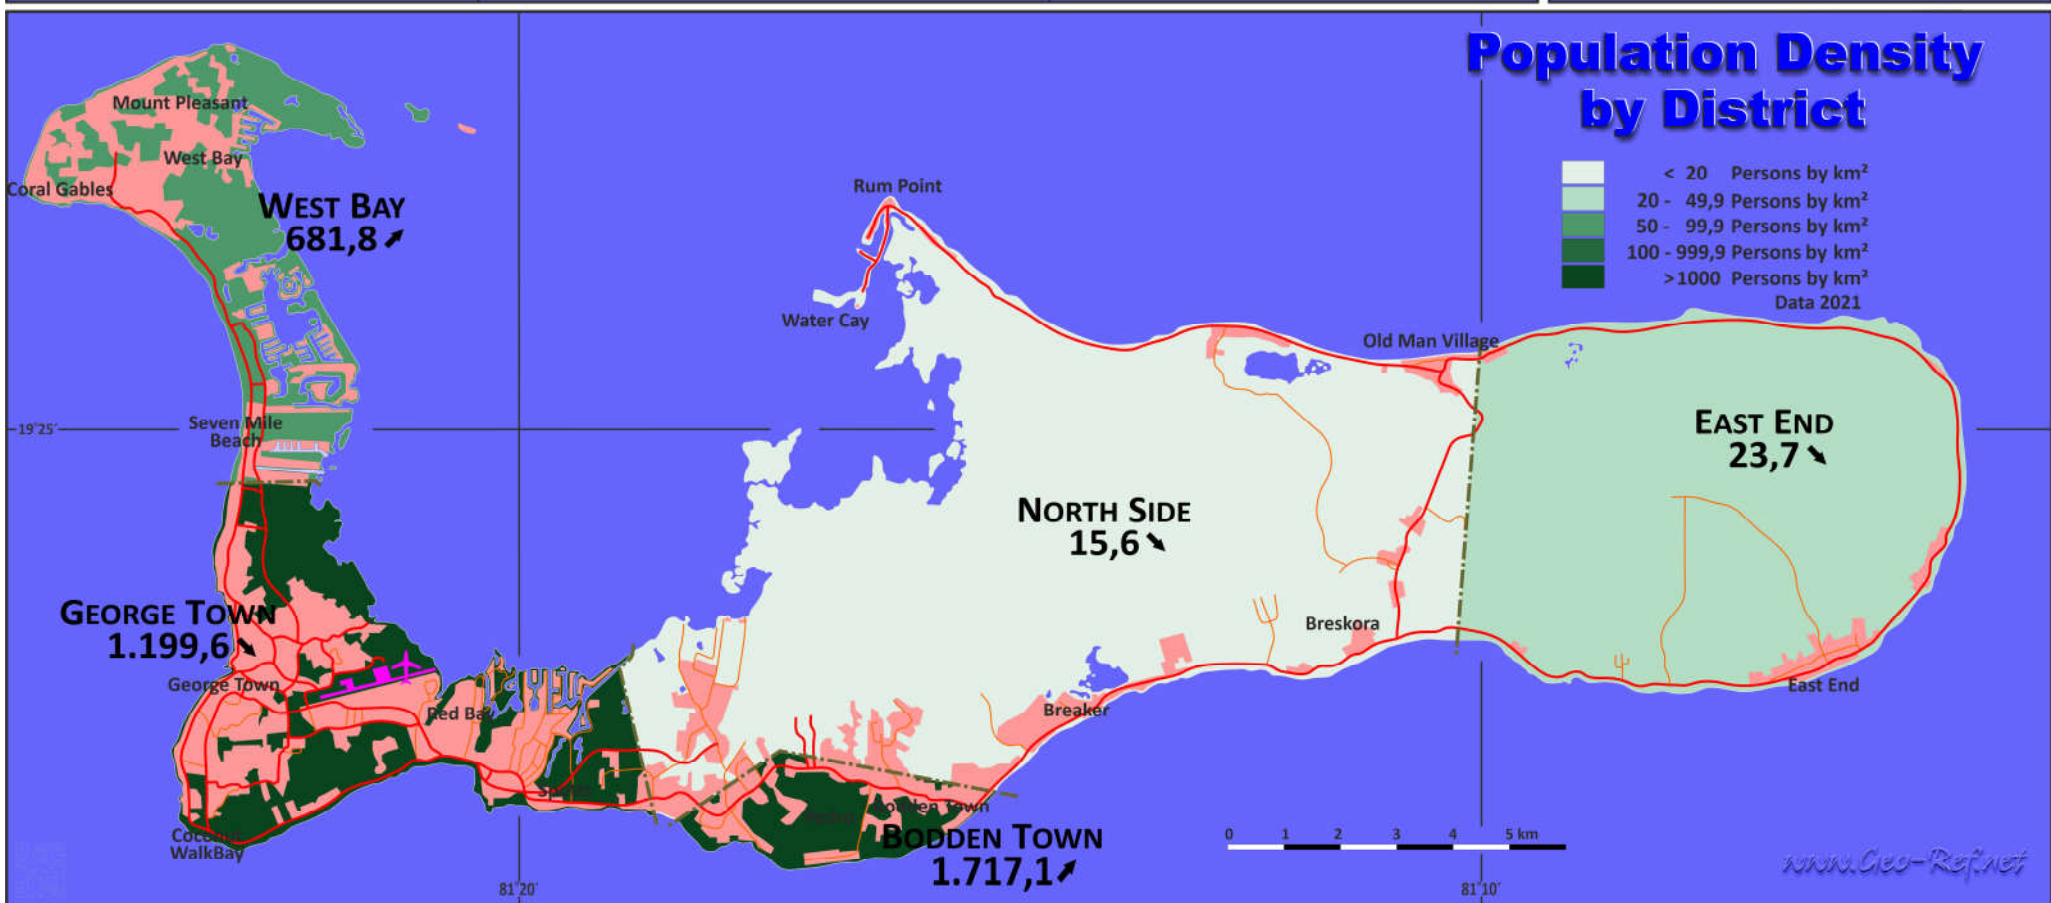 Population Density
by District
< 20 Persons by km²
20 - 49,9 Persons by km²
50 - 99,9 Persons by km²
100 - 999,9 Persons by km²
>1000 Persons by km²
Data 2021
Mount Pleasant
West Bay
Coral Gables
WEST BAY
681,8
Rum Point
Water Cay
Old Man Village
Seven Mile
Beach
19°25´
EAST END
23,7
NORTH SIDE
15,6
GEORGE TOWN
1.199,6
George Town
Red Bay
Breskora
Breaker
East End
Bodden Town
Coconut
WalkBay
BODDEN TOWN
1.717,1
0 1 2 3 4 5 km
81°20´
81°10´
www.Geo-Ref.net